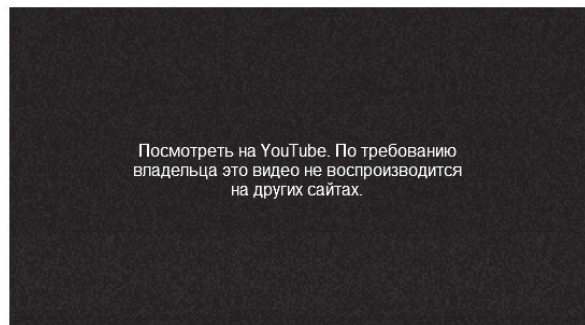 Посмотреть на YouTube. По требованию
владельца это видео не воспроизводится
на других сайтах.